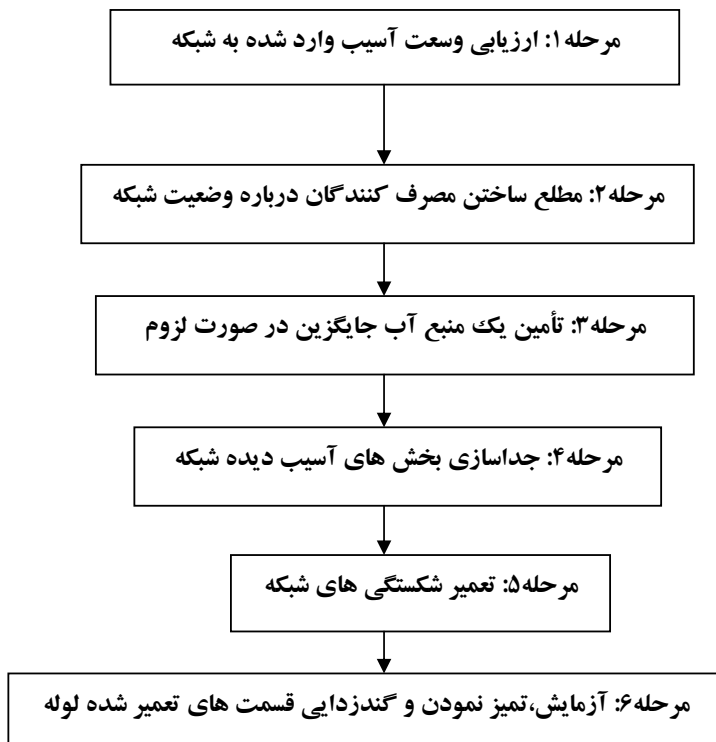 مرحله۱: ارزیابی وسعت آسیب وارد شده به شبکه
مرحله۲: مطلع ساختن مصرف کنندگان درباره وضعیت شبکه
مرحله۳: تأمین یک منبع آب جایگزین در صورت لزوم
مرحله۴: جداسازی بخش های آسیب دیده شبکه
مرحله۵: تعمیر شکستگی های شبکه
مرحله۶: آزمایش،تمیز نمودن و گندزدایی قسمت های تعمیر شده لوله